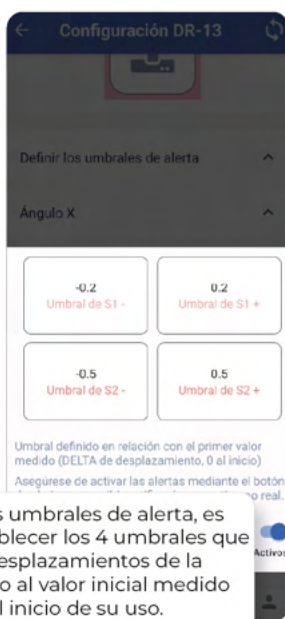 Configuración DR-13
Definir los umbrales de alerta
Ángulo X
-0.2
Umbral de S1 -
0.2
Umbral de S1 +
-0.5
Umbral de S2 -
0.5
Umbral de S2 +
Umbral definido en relación con el primer valor
medido (DELTA de desplazamiento, 0 al inicio)
Asegúrese de activar las alertas mediante el botón
no real.
s umbrales de alerta, es
blecer los 4 umbrales que
esplazamientos de la
o al valor inicial medido
l inicio de su uso.
Activos